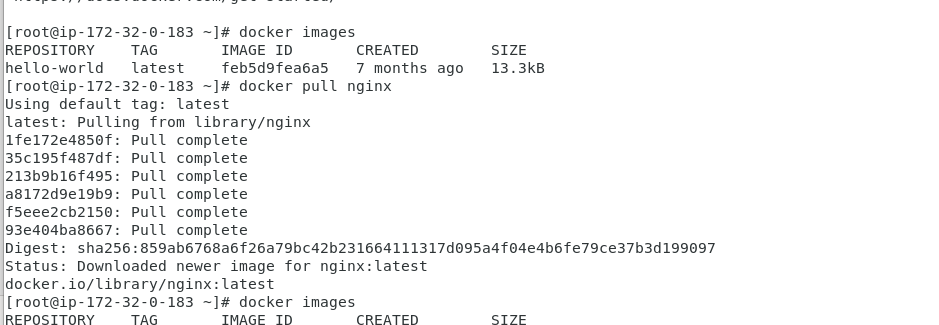 [root@ip-172-32-0-183 ~]# docker images
REPOSITORY   TAG       IMAGE ID       CREATED        SIZE
hello-world   latest    feb5d9fea6a5   7 months ago   13.3kB
[root@ip-172-32-0-183 ~]# docker pull nginx
Using default tag: latest
latest: Pulling from library/nginx
1fe172e4850f: Pull complete
35c195f487df: Pull complete
213b9b16f495: Pull complete
a8172d9e19b9: Pull complete
f5eee2cb2150: Pull complete
93e404ba8667: Pull complete
Digest: sha256:859ab6768a6f26a79bc42b231664111317d095a4f04e4b6fe79ce37b3d199097
Status: Downloaded newer image for nginx:latest
docker.io/library/nginx:latest
[root@ip-172-32-0-183 ~]# docker images
REPOSITORY   TAG       IMAGE ID       CREATED        SIZE